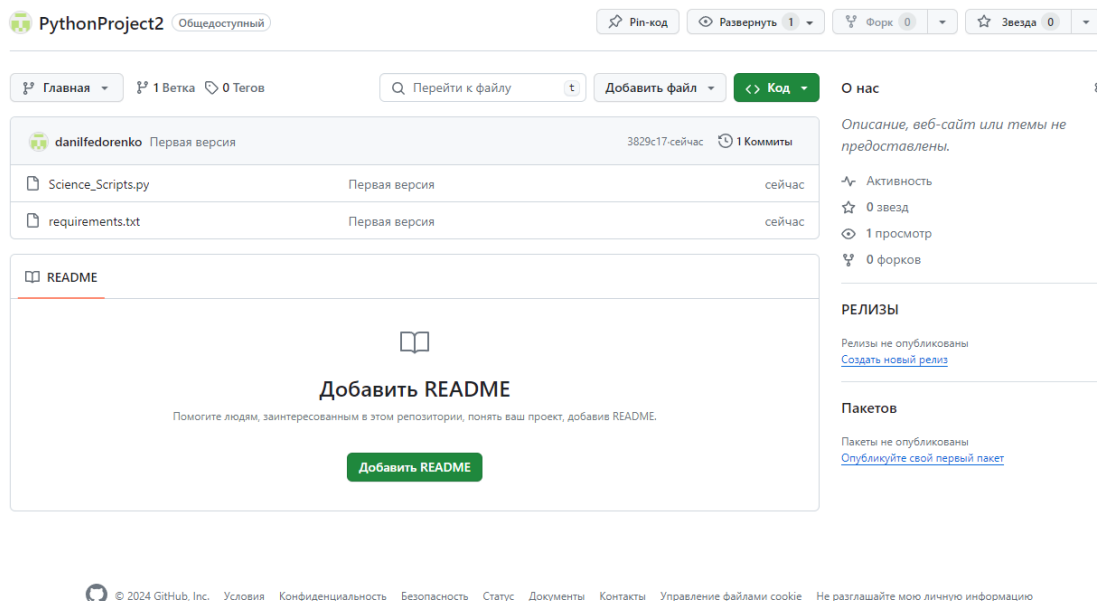 PythonProject2 Общедоступный Pin-код Развернуть 1 Форк 0 Звезда 0
Главная 1 Ветка 0 Тегов Перейти к файлу t Добавить файл <> Код
danilfedorenko Первая версия 3829c17·сейчас 1 Коммиты
Science_Scripts.py Первая версия сейчас
requirements.txt Первая версия сейчас
README
Добавить README
Помогите людям, заинтересованным в этом репозитории, понять ваш проект, добавив README.
Добавить README
О нас
Описание, веб-сайт или темы не
предоставлены.
Активность
0 звезд
1 просмотр
0 форков
РЕЛИЗЫ
Релизы не опубликованы
Создать новый релиз
Пакетов
Пакеты не опубликованы
Опубликуйте свой первый пакет
© 2024 GitHub, Inc. Условия Конфиденциальность Безопасность Статус Документы Контакты Управление файлами cookie Не разглашайте мою личную информацию